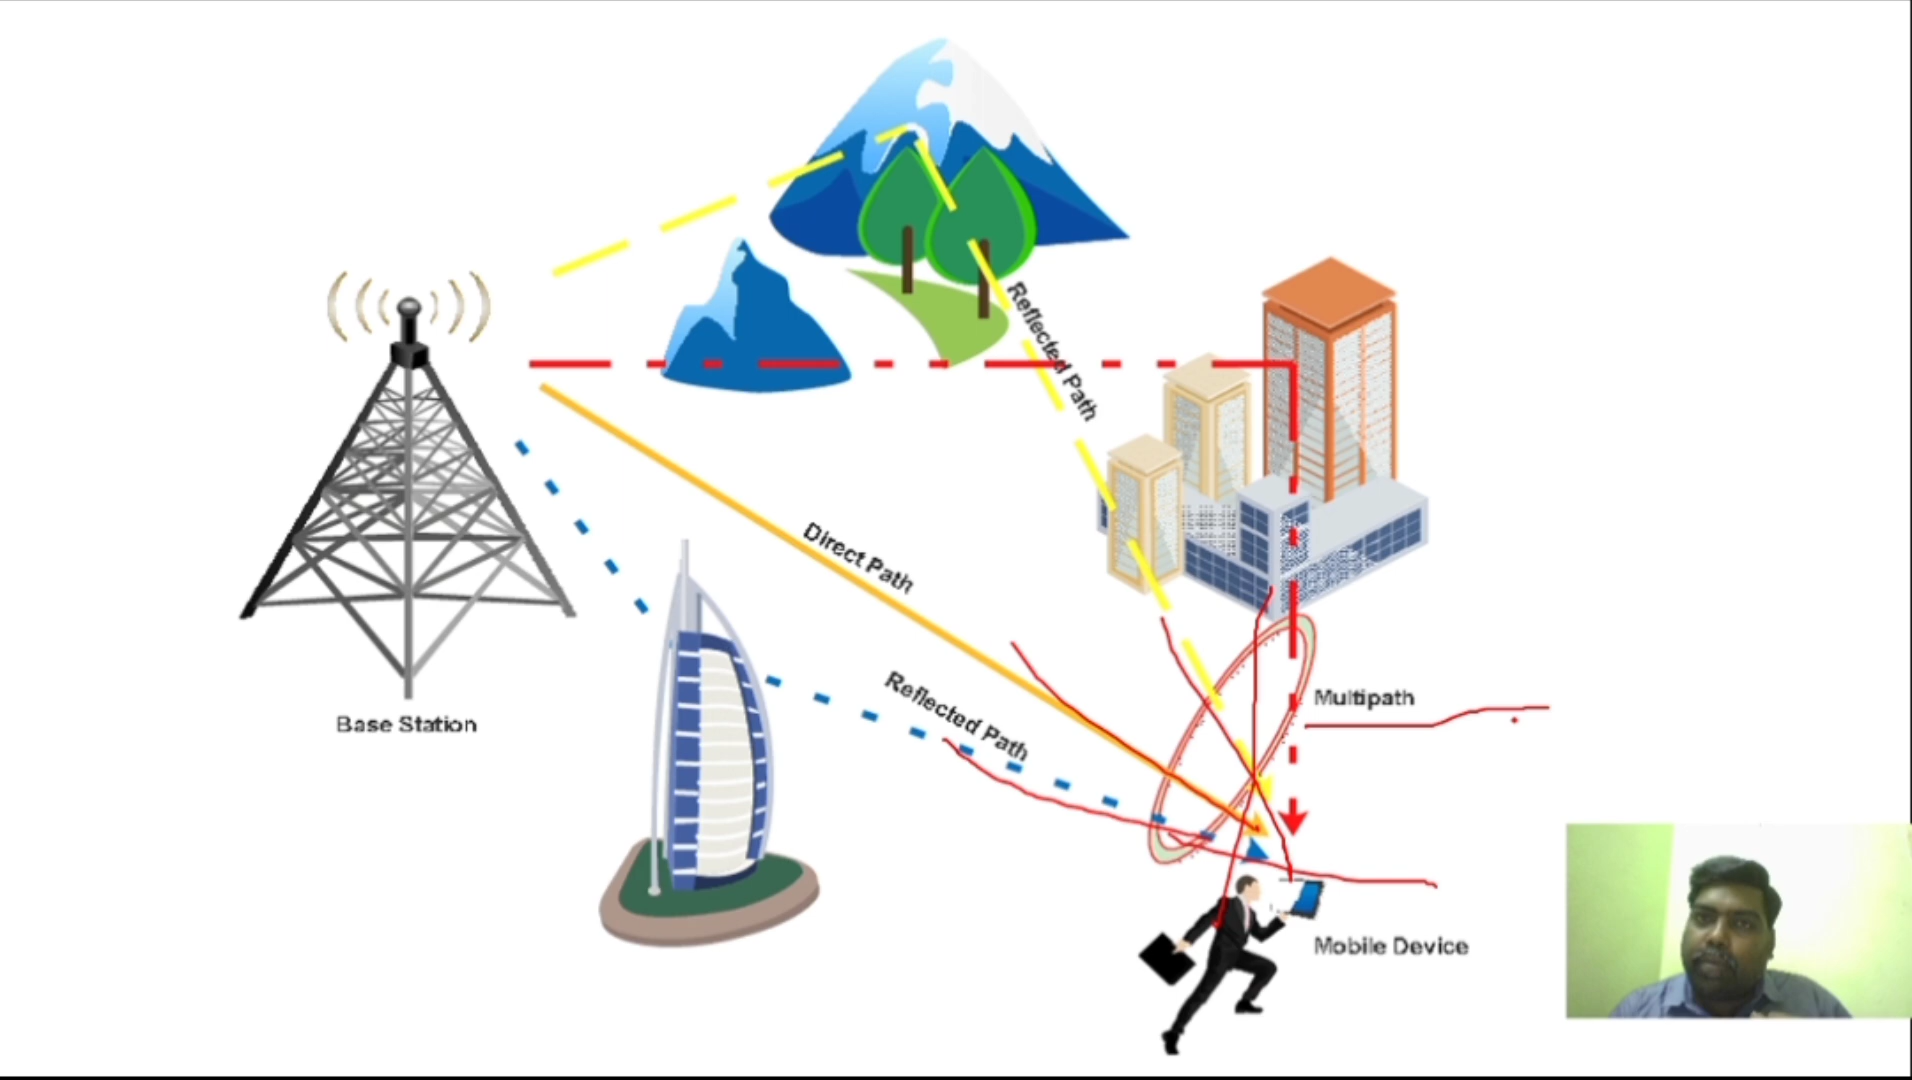 Reflected Path
Direct Path
Reflected Path
Multipath
Base Station
Mobile Device